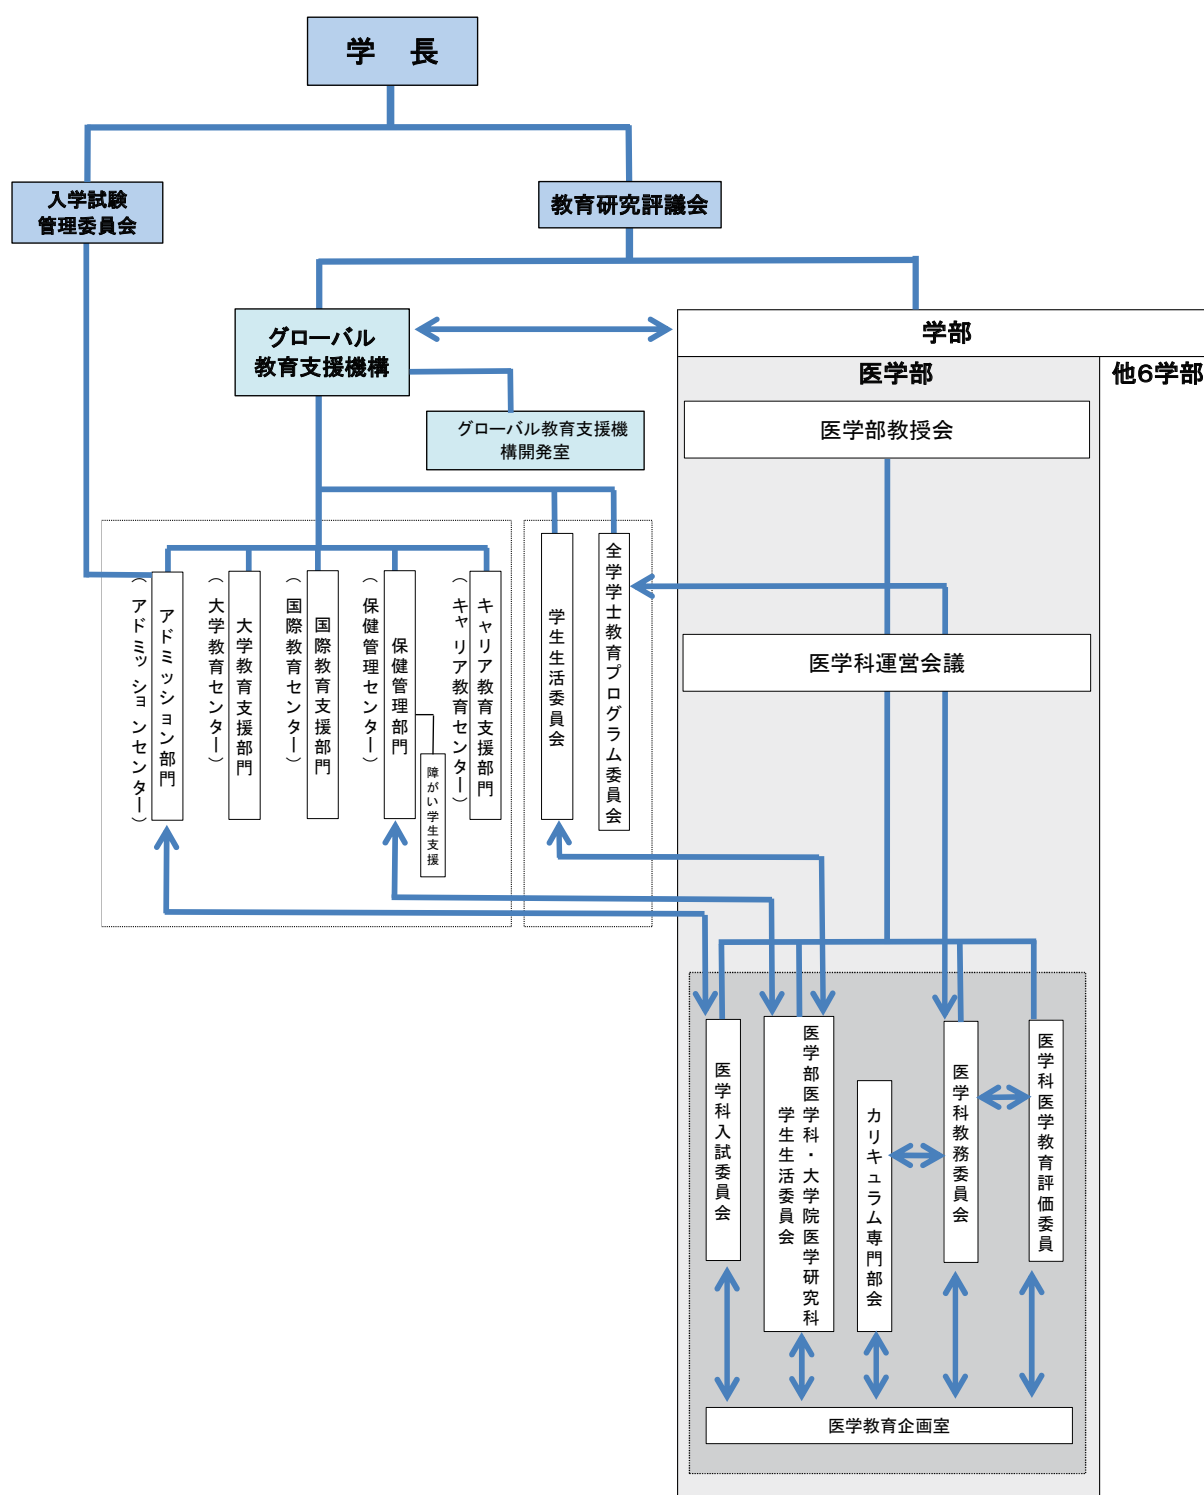 学　長
入学試験
管理委員会
教育研究評議会
グローバル
教育支援機構
学部
医学部
他6学部
グローバル教育支援機
構開発室
医学部教授会
（アドミッションセンター）
アドミッション部門
（大学教育センター）
大学教育支援部門
（国際教育センター）
国際教育支援部門
（保健管理センター）
保健管理部門
障がい学生支援
（キャリア教育センター）
キャリア教育支援部門
学生生活委員会
全学学士教育プログラム委員会
医学科運営会議
医学科入試委員会
医学部医学科・大学院医学研究科
学生生活委員会
カリキュラム専門部会
医学科教務委員会
医学科医学教育評価委員
医学教育企画室